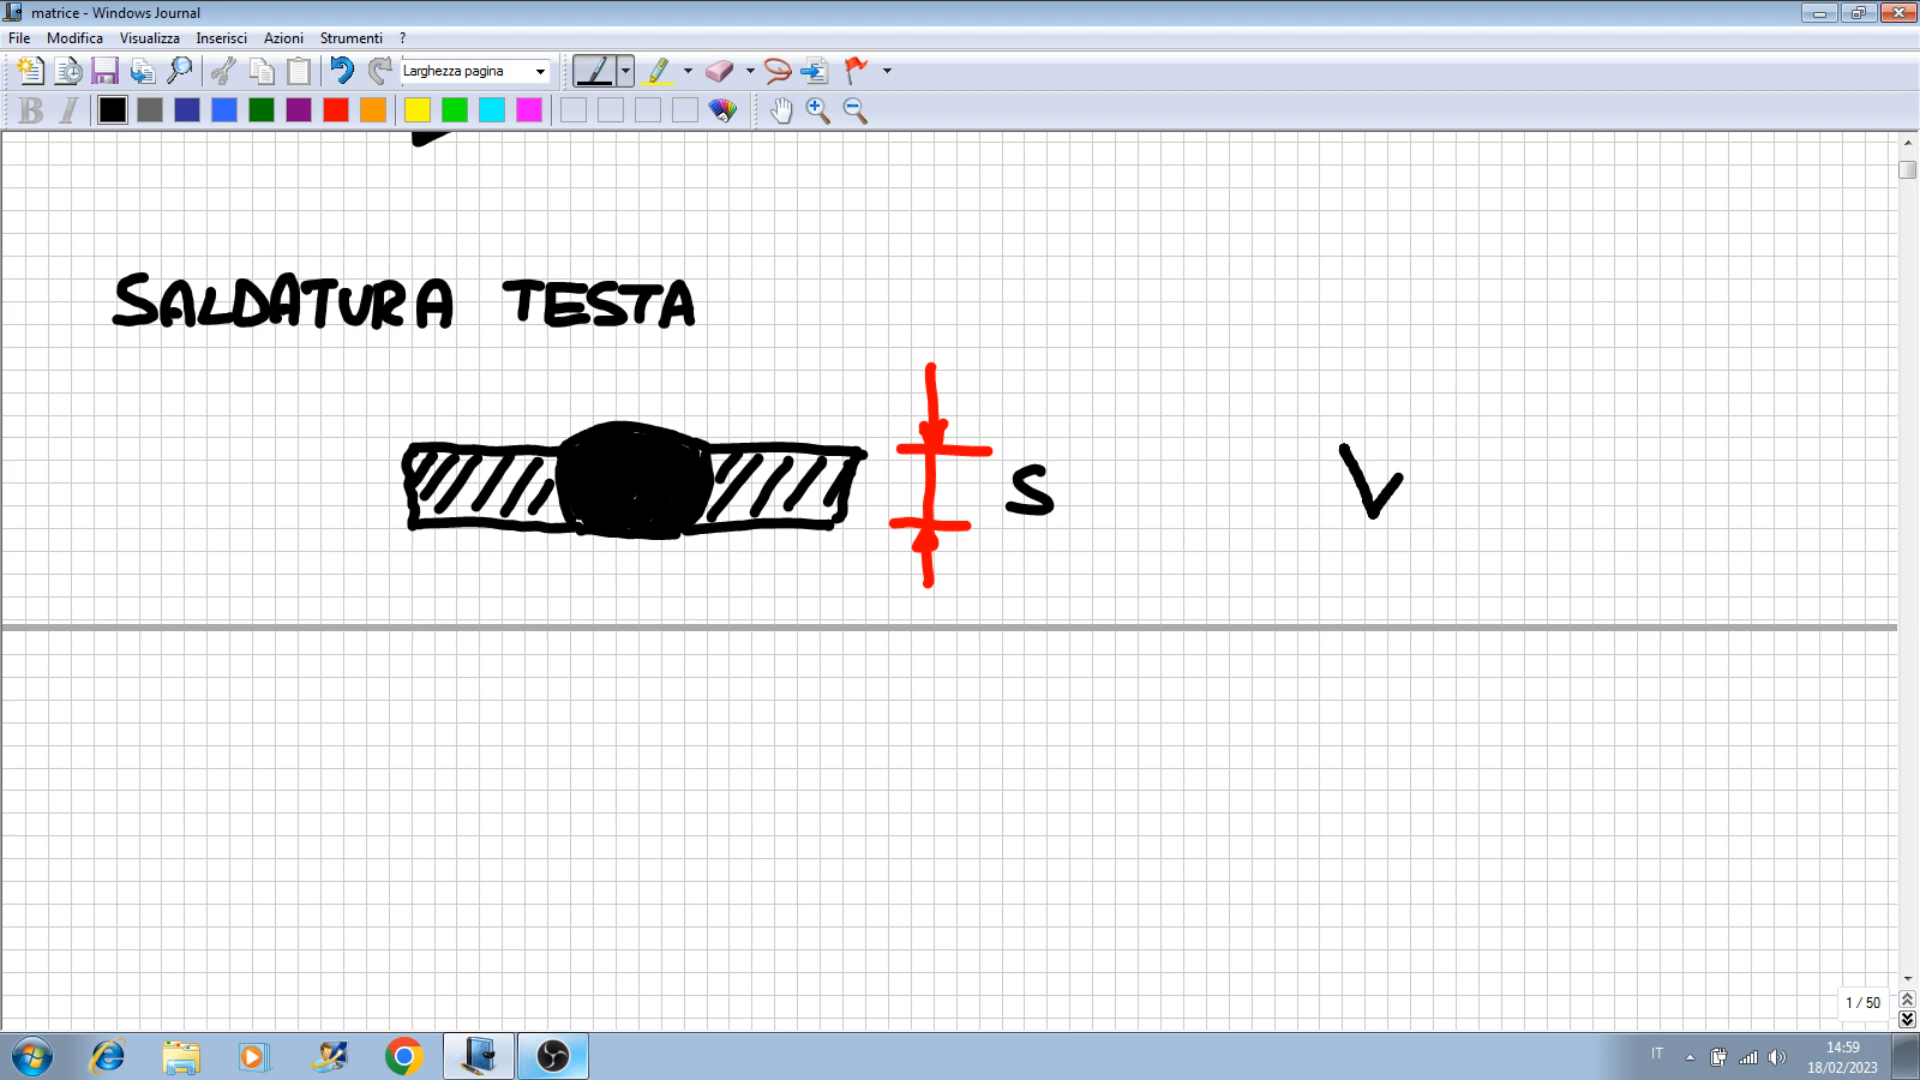 matrice - Windows Journal
File Modifica Visualizza Inserisci Azioni Strumenti ?
Larghezza pagina
B I
SALDATURA TESTA
S V
1 / 50
IT 14:59
18/02/2023